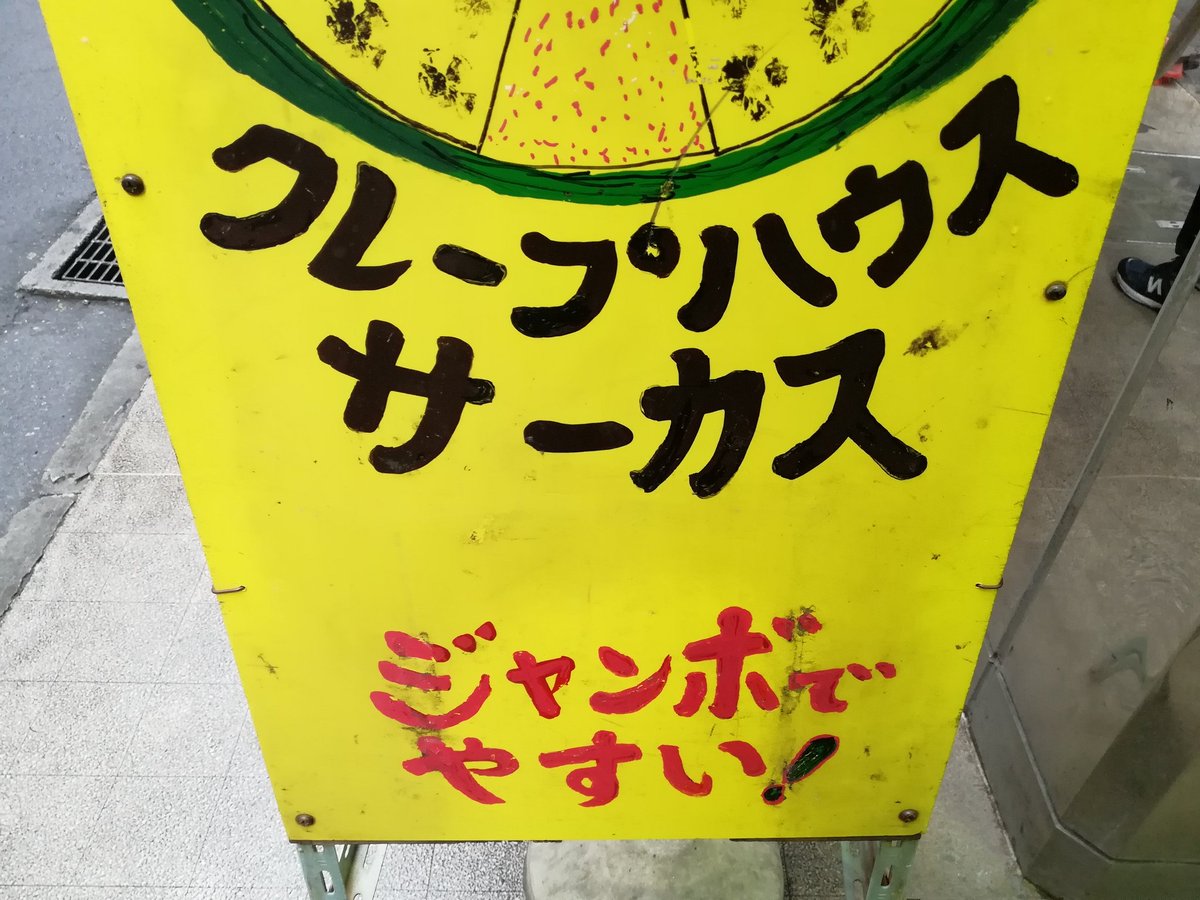 クレープハウス
サーカス
ジャンボで
やすい!